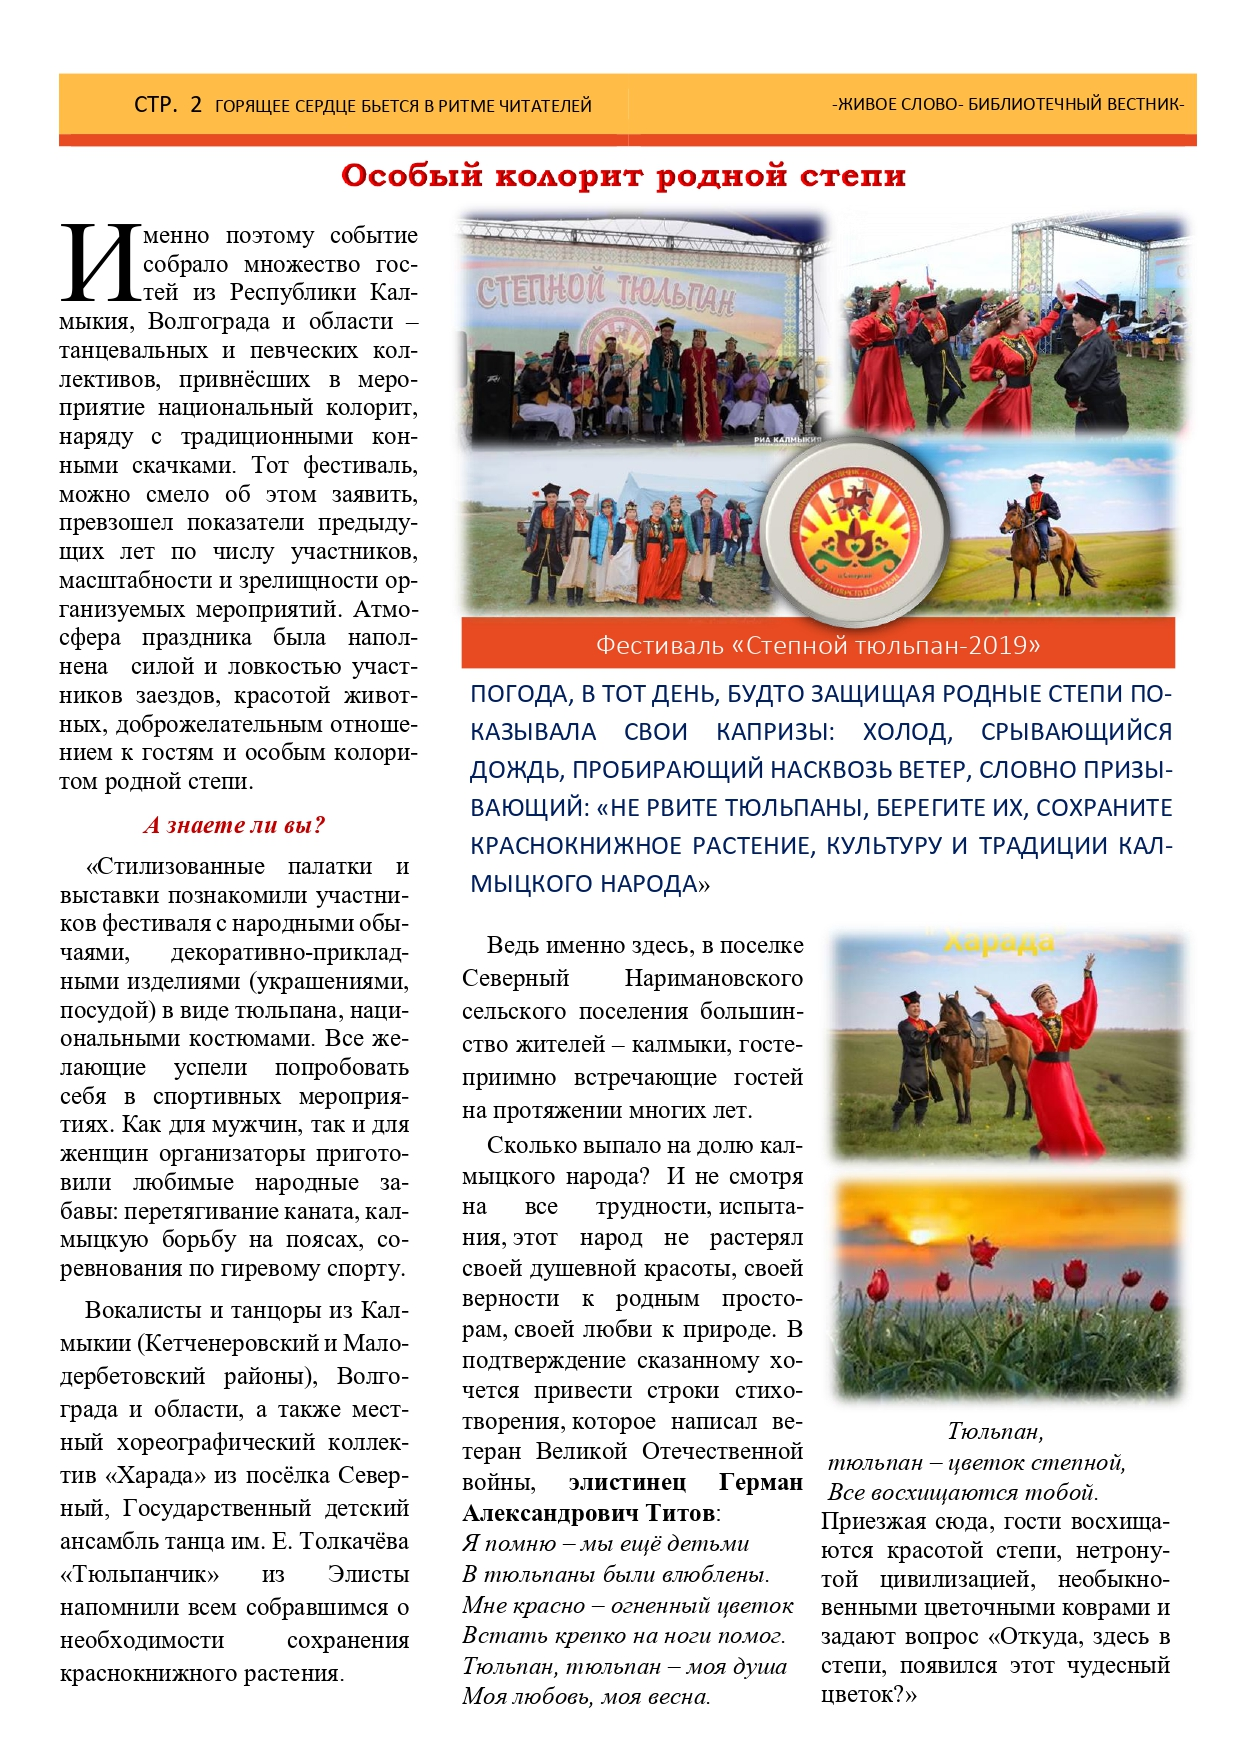 СТР. 2 ГОРЯЩЕЕ СЕРДЦЕ БЬЕТСЯ В РИТМЕ ЧИТАТЕЛЕЙ
-ЖИВОЕ СЛОВО- БИБЛИОТЕЧНЫЙ ВЕСТНИК-
Особый колорит родной степи
Именно поэтому событие
собрало множество гос-
тей из Республики Кал-
мыкия, Волгограда и области –
танцевальных и певческих кол-
лективов, привнёсших в меро-
приятие национальный колорит,
наряду с традиционными кон-
ными скачками. Тот фестиваль,
можно смело об этом заявить,
превзошел показатели предыду-
щих лет по числу участников,
масштабности и зрелищности ор-
ганизуемых мероприятий. Атмо-
сфера праздника была напол-
нена силой и ловкостью участ-
ников заездов, красотой живот-
ных, доброжелательным отноше-
нием к гостям и особым колори-
том родной степи.
А знаете ли вы?
«Стилизованные палатки и
выставки познакомили участни-
ков фестиваля с народными обы-
чаями, декоративно-приклад-
ными изделиями (украшениями,
посудой) в виде тюльпана, наци-
ональными костюмами. Все же-
лающие успели попробовать
себя в спортивных мероприя-
тиях. Как для мужчин, так и для
женщин организаторы пригото-
вили любимые народные за-
бавы: перетягивание каната, кал-
мыцкую борьбу на поясах, со-
ревнования по гиревому спорту.
Вокалисты и танцоры из Кал-
мыкии (Кетченеровский и Мало-
дербетовский районы), Волго-
града и области, а также мест-
ный хореографический коллек-
тив «Харада» из посёлка Север-
ный, Государственный детский
ансамбль танца им. Е. Толкачёва
«Тюльпанчик» из Элисты
напомнили всем собравшимся о
необходимости сохранения
краснокнижного растения.
СТЕПНОЙ ТЮЛЬПАН
РИА КАЛМЫКИЯ
Фестиваль «Степной тюльпан-2019»
ПОГОДА, В ТОТ ДЕНЬ, БУДТО ЗАЩИЩАЯ РОДНЫЕ СТЕПИ ПО-
КАЗЫВАЛА СВОИ КАПРИЗЫ: ХОЛОД, СРЫВАЮЩИЙСЯ
ДОЖДЬ, ПРОБИРАЮЩИЙ НАСКВОЗЬ ВЕТЕР, СЛОВНО ПРИЗЫ-
ВАЮЩИЙ: «НЕ РВИТЕ ТЮЛЬПАНЫ, БЕРЕГИТЕ ИХ, СОХРАНИТЕ
КРАСНОКНИЖНОЕ РАСТЕНИЕ, КУЛЬТУРУ И ТРАДИЦИИ КАЛ-
МЫЦКОГО НАРОДА»
Ведь именно здесь, в поселке
Северный Наримановского
сельского поселения большин-
ство жителей – калмыки, госте-
приимно встречающие гостей
на протяжении многих лет.
Сколько выпало на долю кал-
мыцкого народа? И не смотря
на все трудности, испыта-
ния, этот народ не растерял
своей душевной красоты, своей
верности к родным просто-
рам, своей любви к природе. В
подтверждение сказанному хо-
чется привести строки стихо-
творения, которое написал ве-
теран Великой Отечественной
войны, элистинец Герман
Александрович Титов:
Я помню – мы ещё детьми
В тюльпаны были влюблены.
Мне красно – огненный цветок
Встать крепко на ноги помог.
Тюльпан, тюльпан – моя душа
Моя любовь, моя весна.
Харада
Тюльпан,
тюльпан – цветок степной,
Все восхищаются тобой.
Приезжая сюда, гости восхища-
ются красотой степи, нетрону-
той цивилизацией, необыкно-
венными цветочными коврами и
задают вопрос «Откуда, здесь в
степи, появился этот чудесный
цветок?»